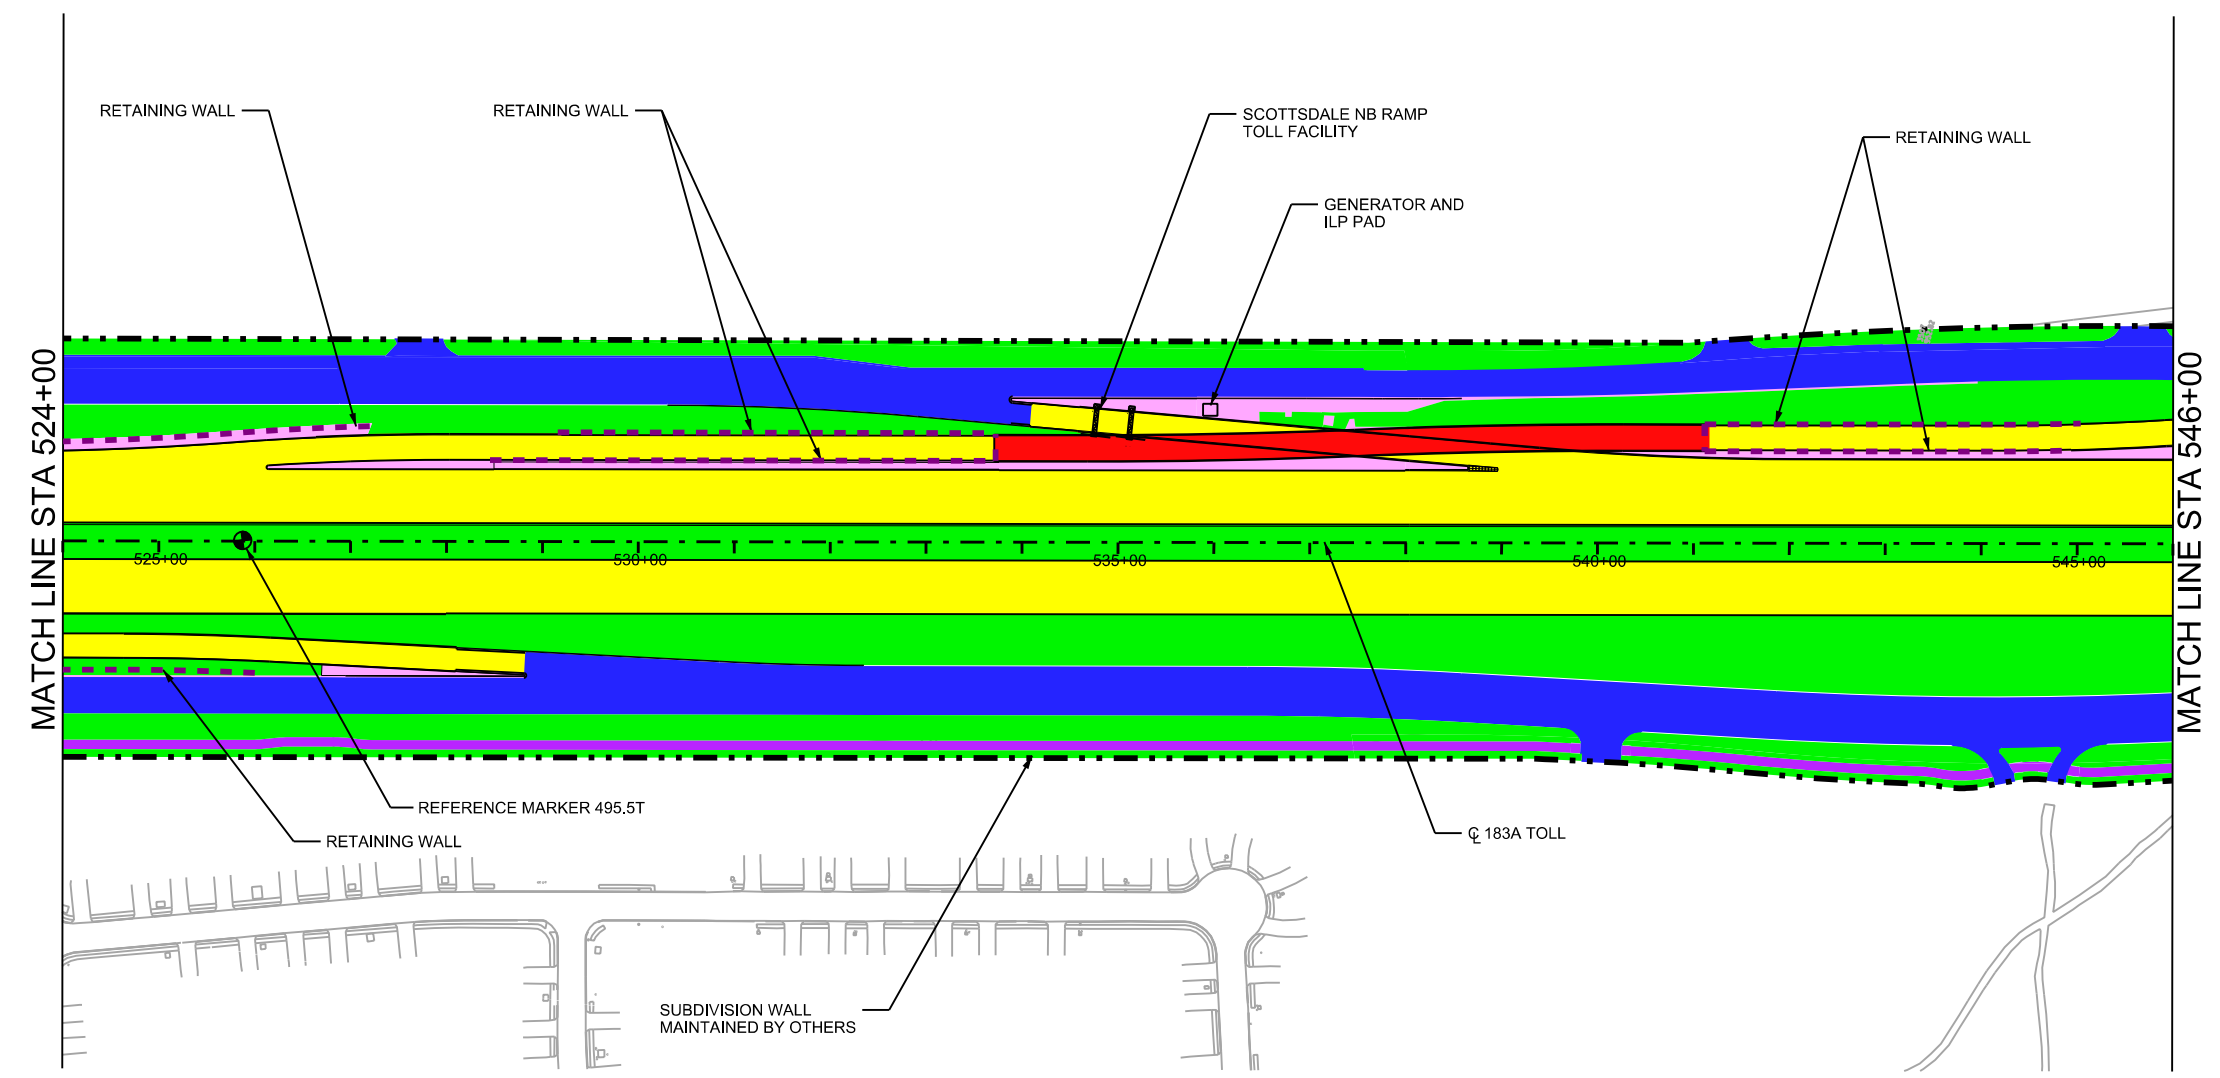 RETAINING WALL
RETAINING WALL
SCOTTSDALE NB RAMP
TOLL FACILITY
RETAINING WALL
GENERATOR AND
ILP PAD
MATCH LINE STA 524+00
MATCH LINE STA 546+00
525+00
530+00
535+00
540+00
545+00
REFERENCE MARKER 495.5T
RETAINING WALL
℄ 183A TOLL
SUBDIVISION WALL
MAINTAINED BY OTHERS